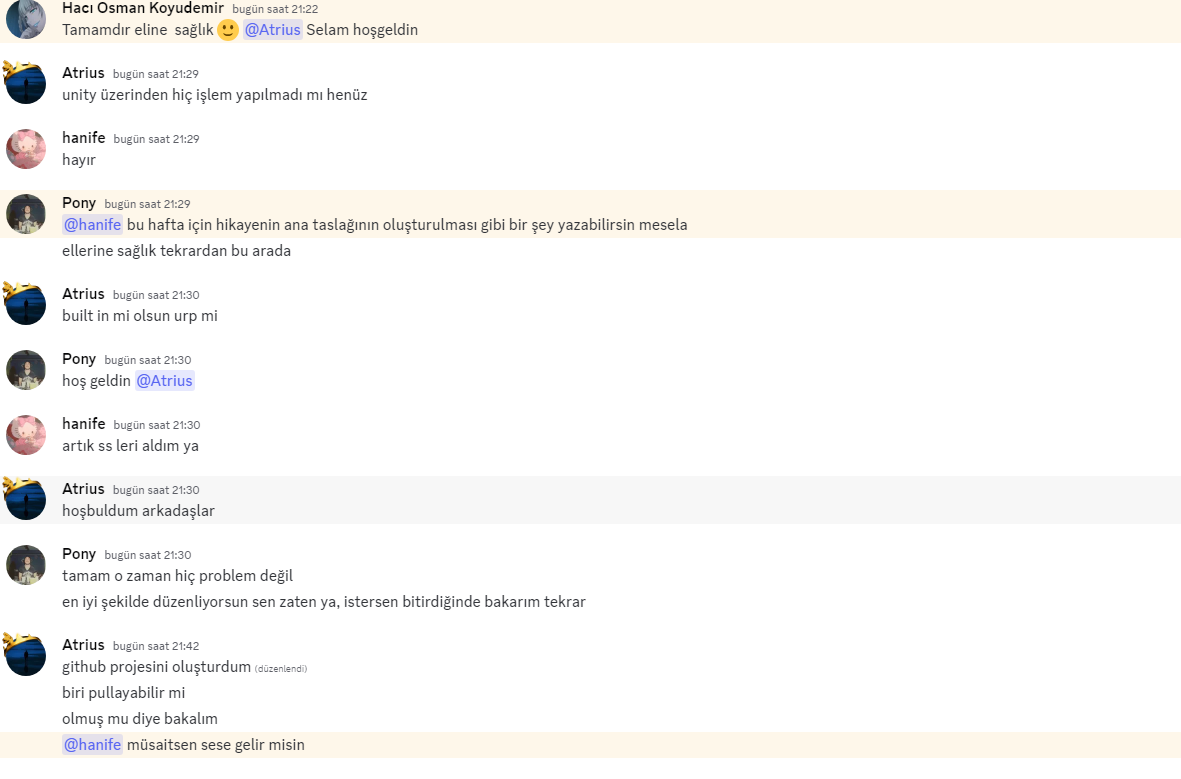 Hacı Osman Koyudemir bugün saat 21:22
Tamamdır eline sağlık 🙂 @Atrius Selam hoşgeldin
Atrius bugün saat 21:29
unity üzerinden hiç işlem yapılmadı mı henüz
hanife bugün saat 21:29
hayır
Pony bugün saat 21:29
@hanife bu hafta için hikayenin ana taslağının oluşturulması gibi bir şey yazabilirsin mesela
ellerine sağlık tekrardan bu arada
Atrius bugün saat 21:30
built in mi olsun urp mi
Pony bugün saat 21:30
hoş geldin @Atrius
hanife bugün saat 21:30
artık ss leri aldım ya
Atrius bugün saat 21:30
hoşbuldum arkadaşlar
Pony bugün saat 21:30
tamam o zaman hiç problem değil
en iyi şekilde düzenliyorsun sen zaten ya, istersen bitirdiğinde bakarım tekrar
Atrius bugün saat 21:42
github projesini oluşturdum (düzenlendi)
biri pullayabilir mi
olmuş mu diye bakalım
@hanife müsaitsen sese gelir misin